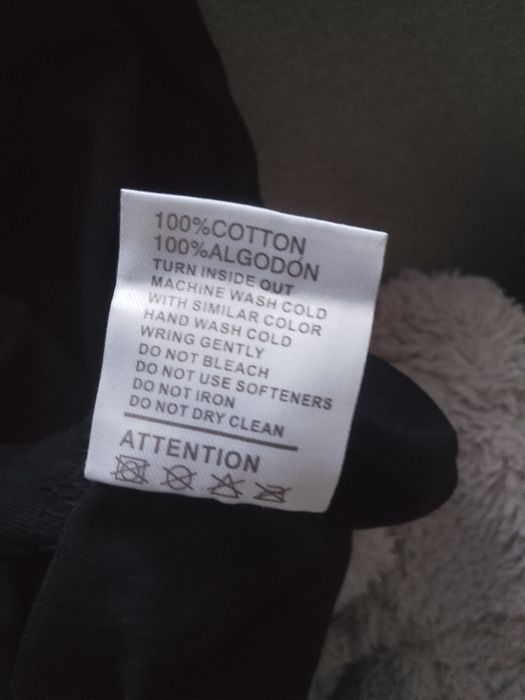 100%COTTON
100%ALGODÓN
TURN INSIDE OUT
MACHINE WASH COLD
WITH SIMILAR COLOR
HAND WASH COLD
WRING GENTLY
DO NOT BLEACH
DO NOT USE SOFTENERS
DO NOT IRON
DO NOT DRY CLEAN
ATTENTION